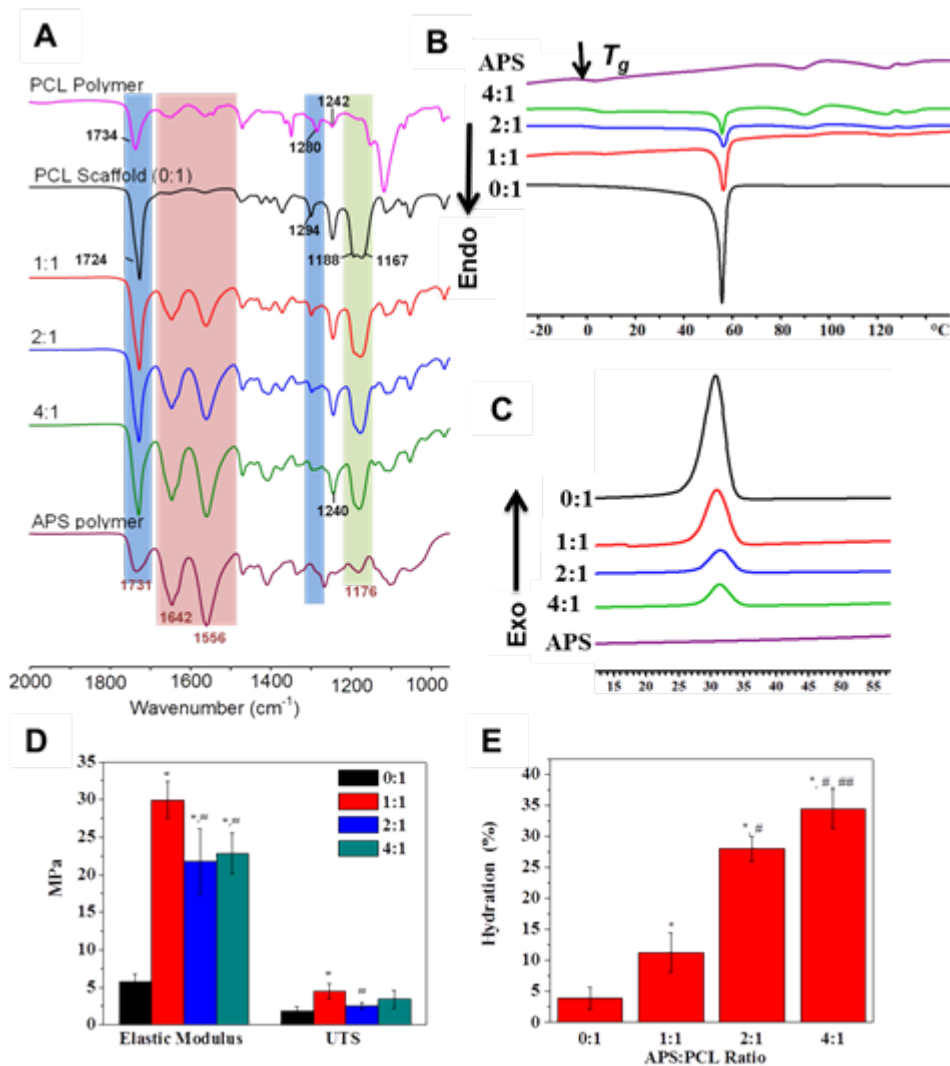 A
PCL Polymer
1734
1280
1242
PCL Scaffold (0:1)
1724
1294
1188
1167
1:1
2:1
4:1
1240
APS polymer
1731
1642
1556
1176
2000 1800 1600 1400 1200 1000
Wavenumber (cm⁻¹)
B
APS
Tg
4:1
2:1
1:1
0:1
Endo
-20 0 20 40 60 80 100 120 °C
C
0:1
1:1
2:1
4:1
APS
Exo
15 20 25 30 35 40 45 50 55
D
35
30
25
20
15
10
5
0
MPa
*
*,#
*,#
*
#
0:1
1:1
2:1
4:1
Elastic Modulus UTS
E
40
35
30
25
20
15
10
5
0
Hydration (%)
*
*, #
*, #, ##
0:1 1:1 2:1 4:1
APS:PCL Ratio